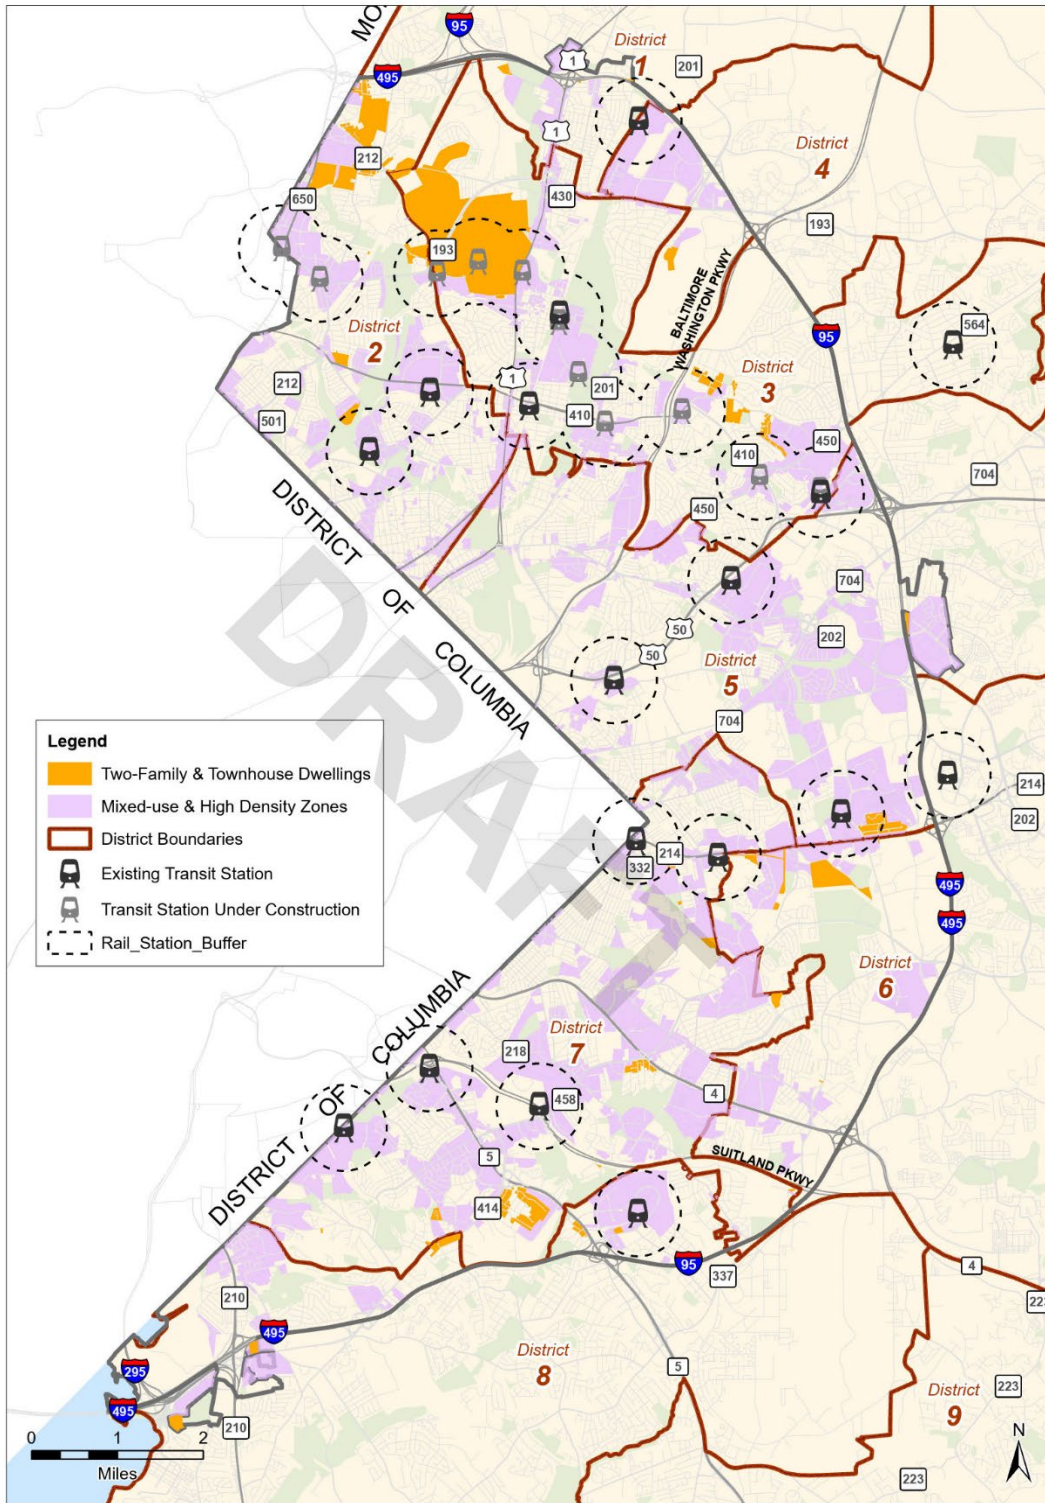 MO
95
495
1
District
1
201
212
1
District
4
650
430
193
193
BALTIMORE
WASHINGTON PKWY
95
564
District
2
212
1
201
District
3
501
410
450
410
704
450
DISTRICT OF COLUMBIA
704
50
202
50
District
5
704
Legend
Two-Family & Townhouse Dwellings
Mixed-use & High Density Zones
District Boundaries
Existing Transit Station
Transit Station Under Construction
Rail_Station_Buffer
DRAFT
214
202
214
332
495
495
District
6
DISTRICT OF COLUMBIA
District
7
218
458
4
5
SUITLAND PKWY
414
95
337
4
223
210
495
295
District
8
5
495
210
District
9
223
223
0 1 2
Miles
N